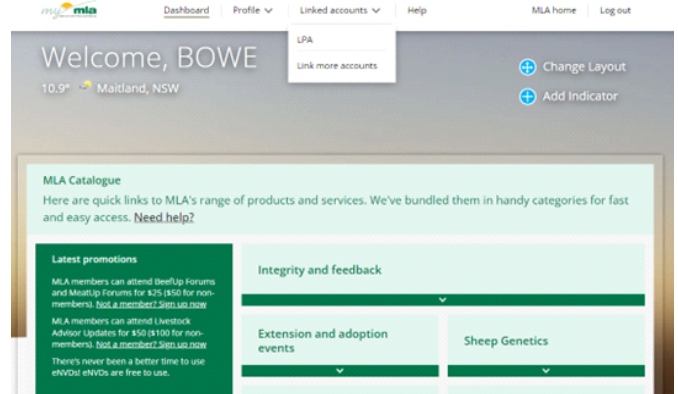 my mla
Dashboard Profile Linked accounts Help MLA home Log out
LPA
Link more accounts
Welcome, BOWE
10.9° Maitland, NSW
Change Layout
Add Indicator
MLA Catalogue
Here are quick links to MLA's range of products and services. We've bundled them in handy categories for fast
and easy access. Need help?
Latest promotions
MLA members can attend BeefUp Forums
and MeatUp Forums for $25 ($50 for non-
members). Not a member? Sign up now
MLA members can attend Livestock
Advisor Updates for $50 ($100 for non-
members). Not a member? Sign up now
There's never been a better time to use
eNVDs! eNVDs are free to use.
Integrity and feedback
Extension and adoption
events
Sheep Genetics